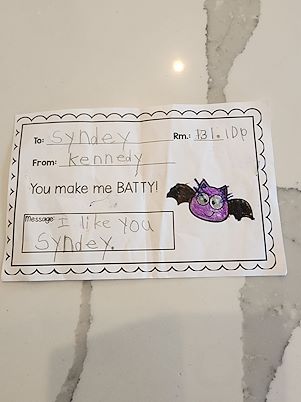 To: Syndey Rm.: 131.1Dp
From: Kennedy
You make me BATTY!
Message: I like you
Syndey.